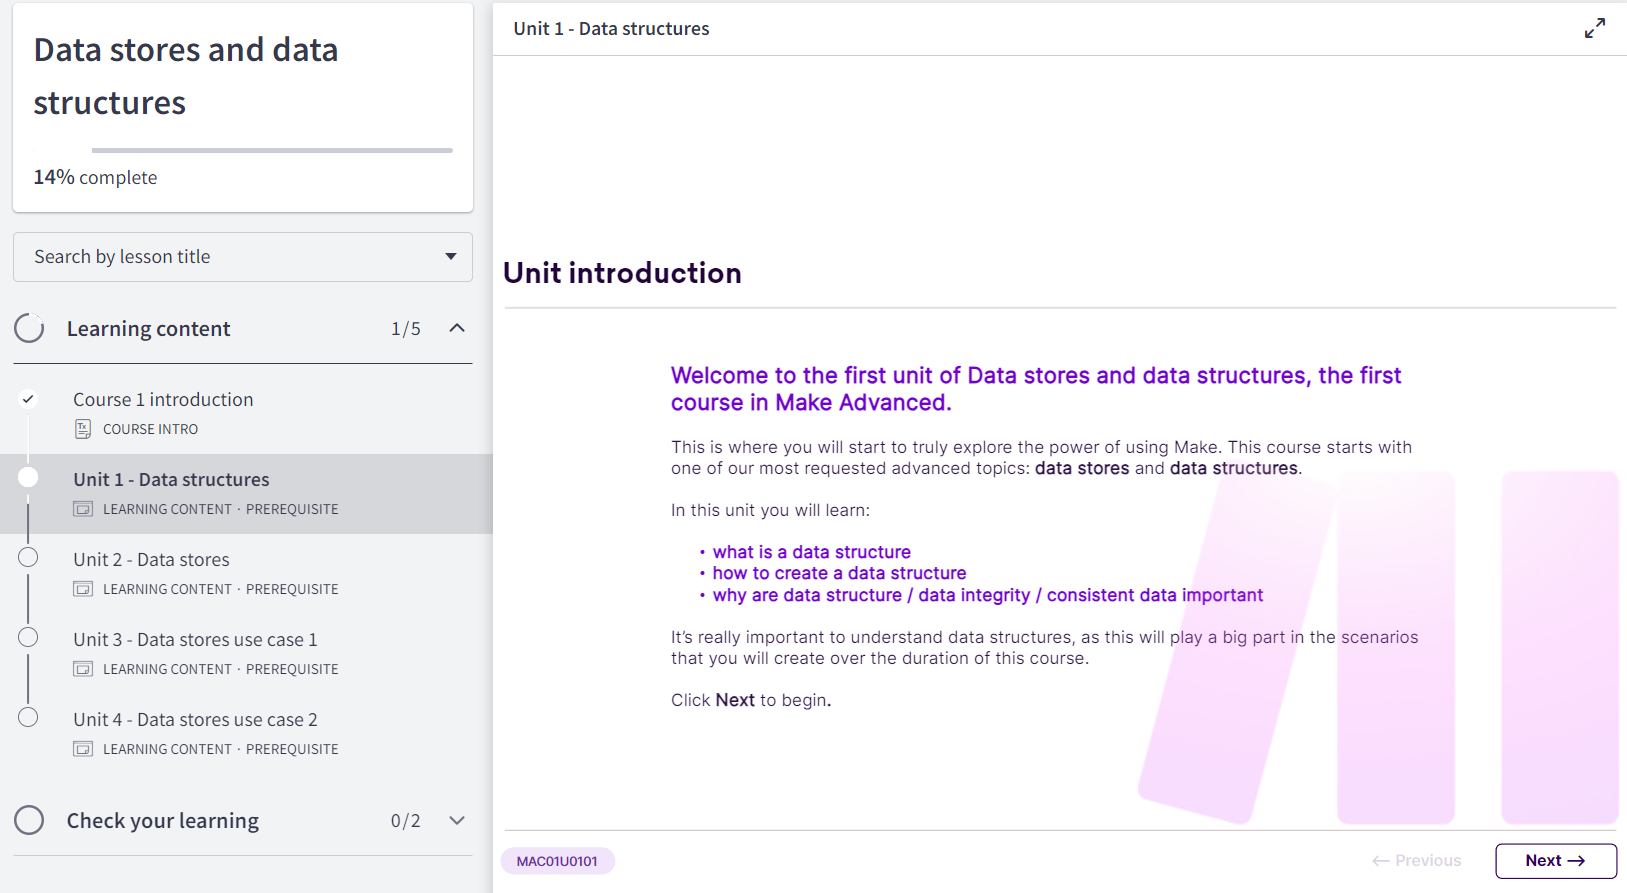 Data stores and data
structures
14% complete
Search by lesson title
Learning content 1/5
Course 1 introduction
COURSE INTRO
Unit 1 - Data structures
LEARNING CONTENT · PREREQUISITE
Unit 2 - Data stores
LEARNING CONTENT · PREREQUISITE
Unit 3 - Data stores use case 1
LEARNING CONTENT · PREREQUISITE
Unit 4 - Data stores use case 2
LEARNING CONTENT · PREREQUISITE
Check your learning 0/2
Unit 1 - Data structures
Unit introduction
Welcome to the first unit of Data stores and data structures, the first
course in Make Advanced.
This is where you will start to truly explore the power of using Make. This course starts with
one of our most requested advanced topics: data stores and data structures.
In this unit you will learn:
• what is a data structure
• how to create a data structure
• why are data structure / data integrity / consistent data important
It's really important to understand data structures, as this will play a big part in the scenarios
that you will create over the duration of this course.
Click Next to begin.
MAC01U0101
← Previous
Next →